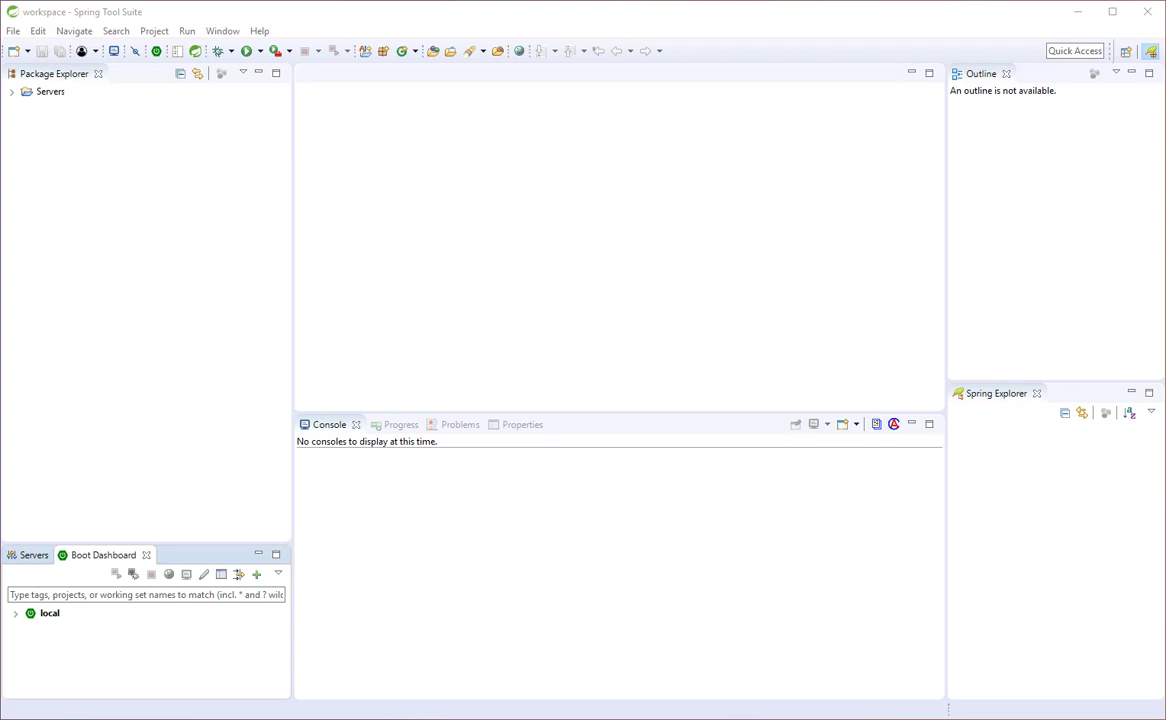 workspace - Spring Tool Suite
File Edit Navigate Search Project Run Window Help
Quick Access
Package Explorer
Servers
Outline
An outline is not available.
Spring Explorer
Console Progress Problems Properties
No consoles to display at this time.
Servers Boot Dashboard
Type tags, projects, or working set names to match (incl. * and ? wilc
local